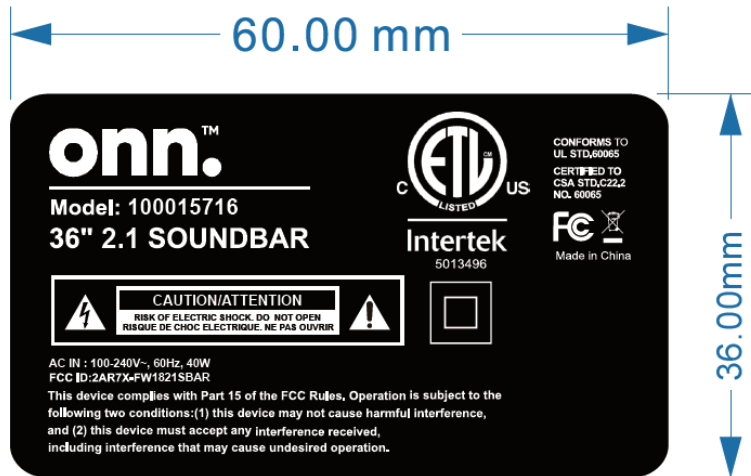 60.00 mm
onn.™
Model: 100015716
36" 2.1 SOUNDBAR
ETL CM
C US
LISTED
Intertek
5013496
CONFORMS TO
UL STD.60065
CERTIFIED TO
CSA STD.C22.2
NO. 60065
FC
Made in China
CAUTION/ATTENTION
RISK OF ELECTRIC SHOCK. DO NOT OPEN
RISQUE DE CHOC ELECTRIQUE. NE PAS OUVRIR
AC IN : 100-240V~, 60Hz, 40W
FCC ID:2AR7X-FW1821SBAR
This device complies with Part 15 of the FCC Rules, Operation is subject to the
following two conditions:(1) this device may not cause harmful interference,
and (2) this device must accept any interference received,
including interference that may cause undesired operation.
36.00mm